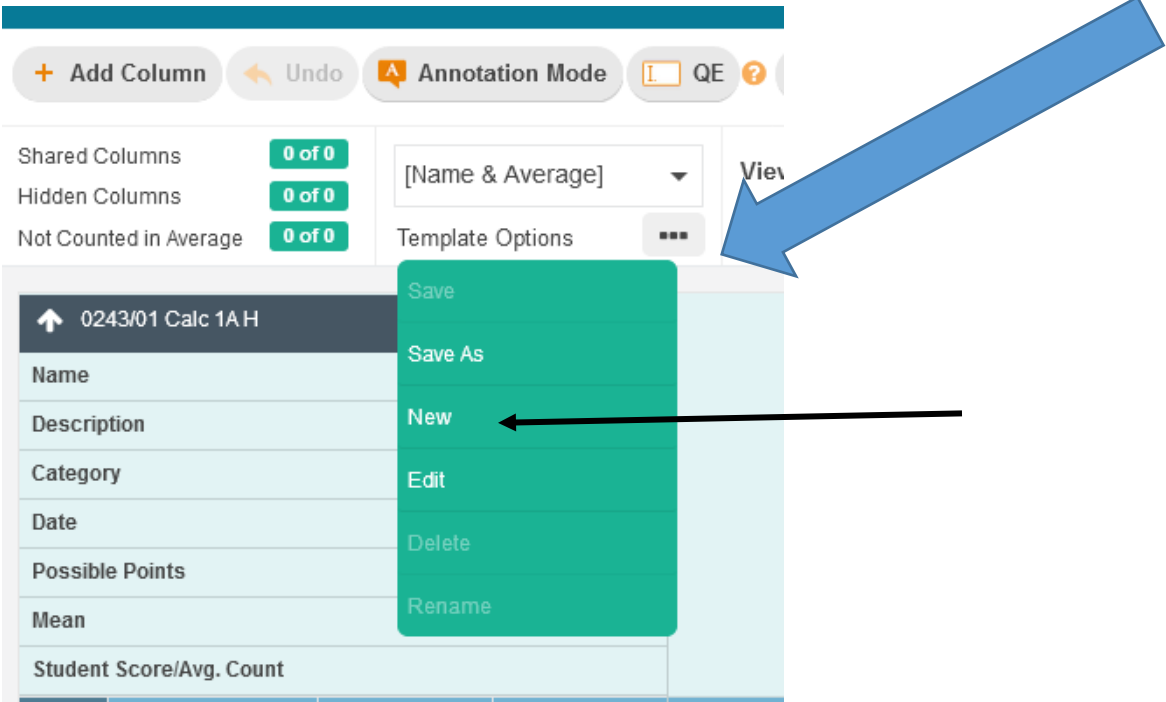 + Add Column Undo A Annotation Mode I. QE ?
Shared Columns 0 of 0
Hidden Columns 0 of 0
Not Counted in Average 0 of 0
[Name & Average]
Template Options
Save
Save As
New
Edit
Delete
Rename
0243/01 Calc 1A H
Name
Description
Category
Date
Possible Points
Mean
Student Score/Avg. Count